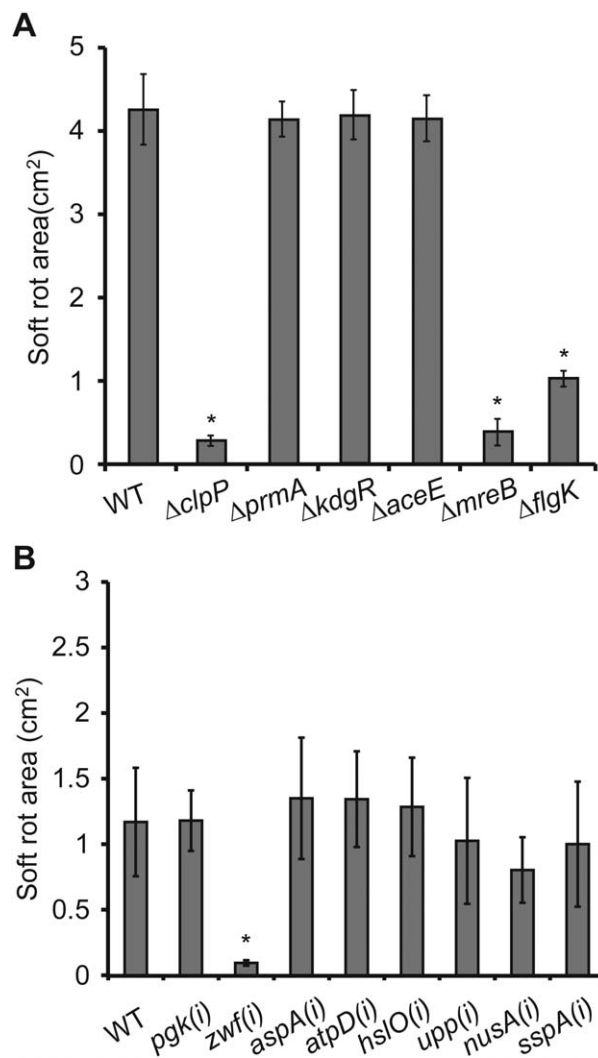 A
5
4
3
2
1
0
Soft rot area(cm²)
*
*
*
WT
ΔclpP
ΔprmA
ΔkdgR
ΔaceE
ΔmreB
ΔflgK
B
3
2.5
2
1.5
1
0.5
0
Soft rot area (cm²)
*
WT
pgk(i)
zwf(i)
aspA(i)
atpD(i)
hslO(i)
upp(i)
nusA(i)
sspA(i)